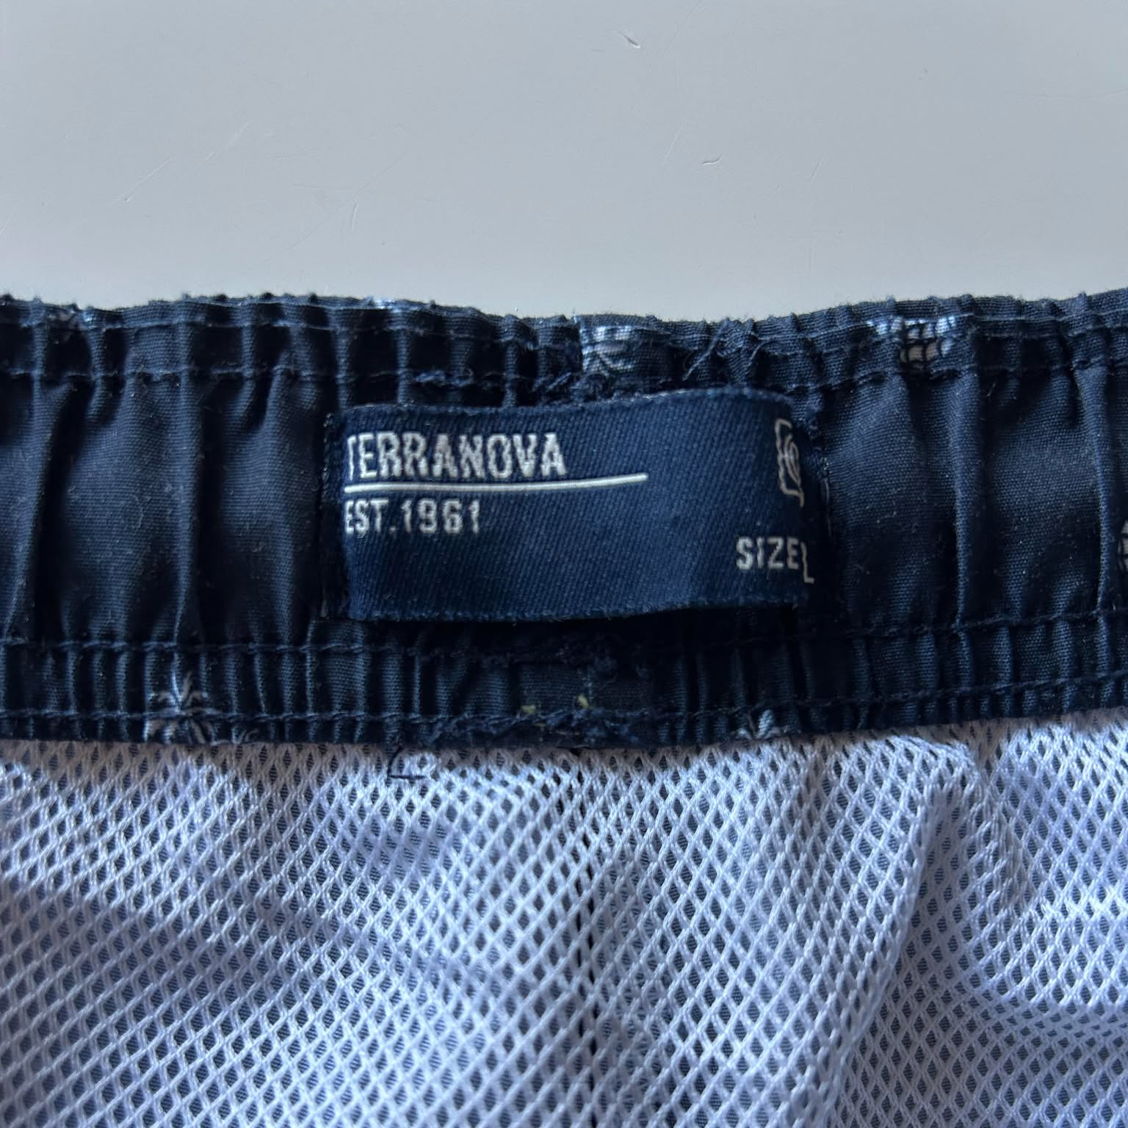 TERRANOVA
EST.1961
SIZE L